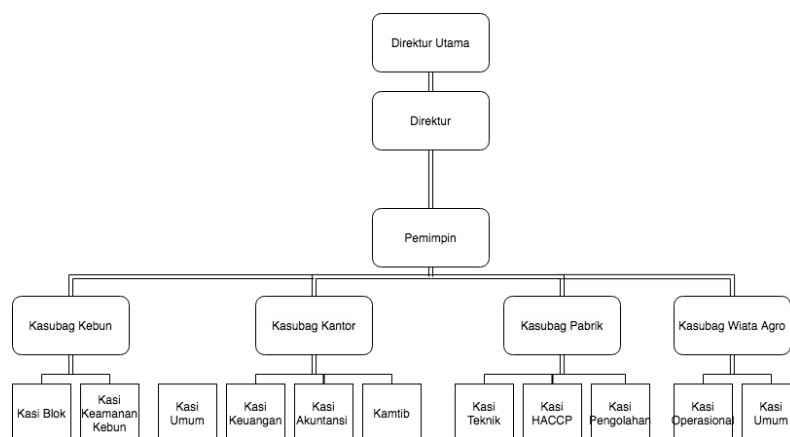 Direktur Utama
Direktur
Pemimpin
Kasubag Kebun
Kasubag Kantor
Kasubag Pabrik
Kasubag Wiata Agro
Kasi Blok
Kasi
Keamanan
Kebun
Kasi
Umum
Kasi
Keuangan
Kasi
Akuntansi
Kamtib
Kasi
Teknik
Kasi
HACCP
Kasi
Pengolahan
Kasi
Operasional
Kasi
Umum